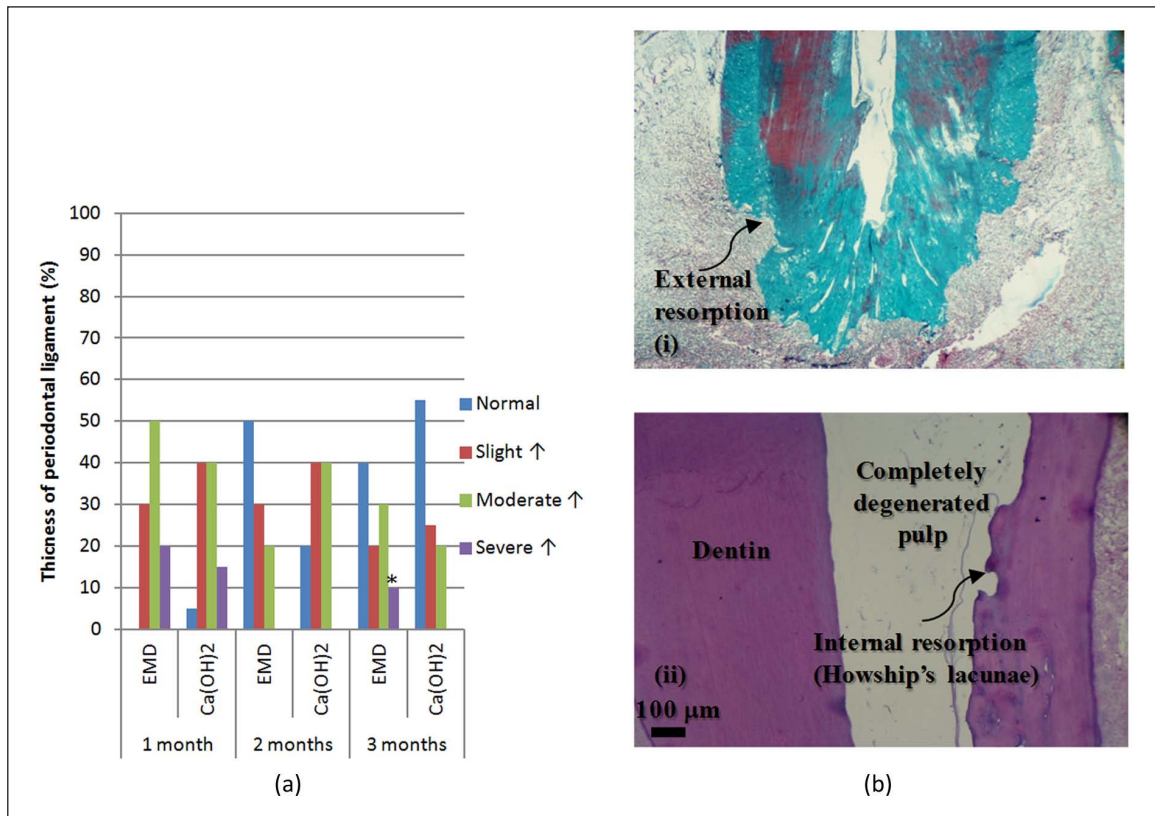 Thicness of periodontal ligament (%)
100
90
80
70
60
50
40
30
20
10
0
EMD
Ca(OH)2
EMD
Ca(OH)2
EMD
Ca(OH)2
1 month
2 months
3 months
*
Normal
Slight ↑
Moderate ↑
Severe ↑
(a)
External
resorption
(i)
Completely
degenerated
pulp
Dentin
Internal resorption
(Howship's lacunae)
(ii)
100 μm
(b)